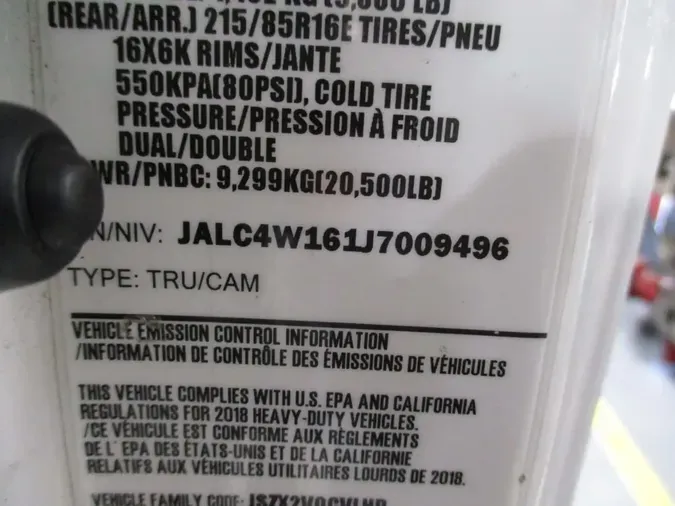 (REAR/ARR.) 215/85R16E TIRES/PNEU
16X6K RIMS/JANTE
550KPA(80PSI), COLD TIRE
PRESSURE/PRESSION À FROID
DUAL/DOUBLE
WR/PNBC: 9,299KG(20,500LB)
N/NIV: JALC4W161J7009496
TYPE: TRU/CAM
VEHICLE EMISSION CONTROL INFORMATION
/INFORMATION DE CONTRÔLE DES ÉMISSIONS DE VÉHICULES
THIS VEHICLE COMPLIES WITH U.S. EPA AND CALIFORNIA
REGULATIONS FOR 2018 HEAVY-DUTY VEHICLES.
/CE VÉHICULE EST CONFORME AUX RÈGLEMENTS
DE L' EPA DES ÉTATS-UNIS ET DE LA CALIFORNIE
RELATIFS AUX VÉHICULES UTILITAIRES LOURDS DE 2018.
VEHICLE FAMILY CODE: